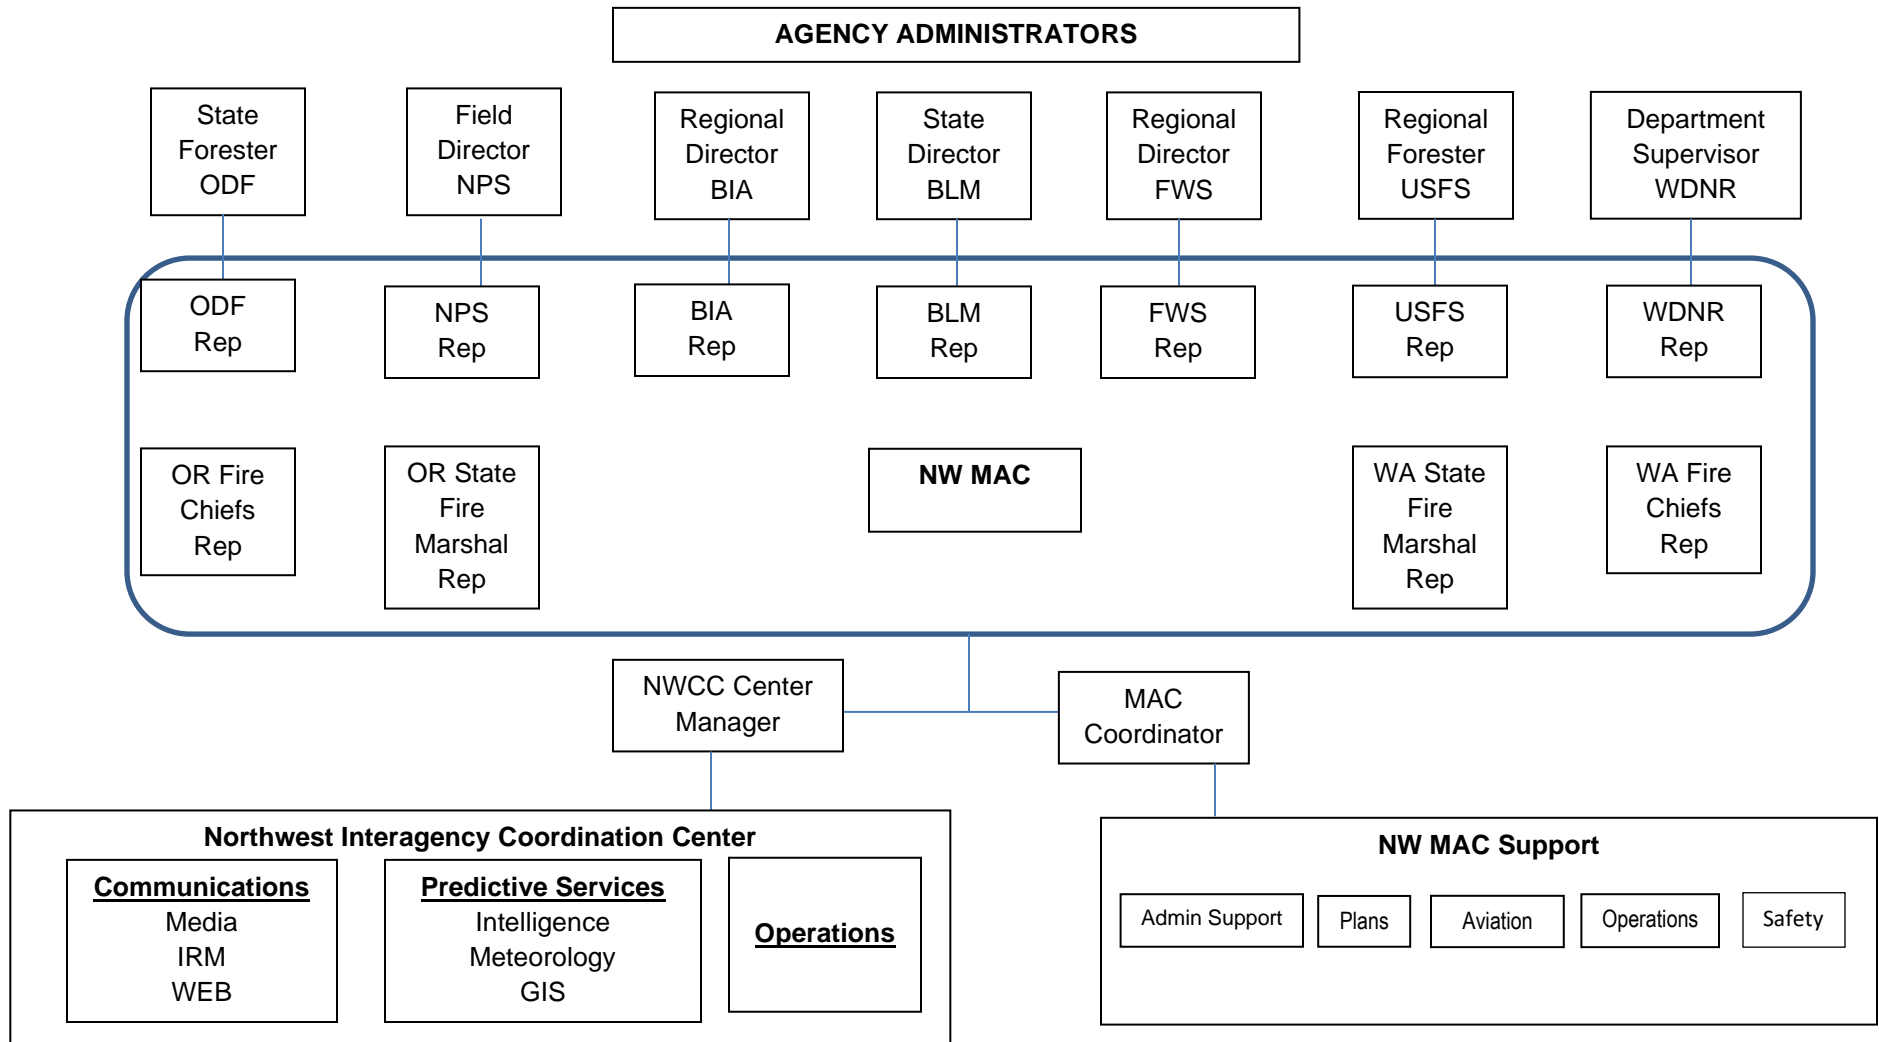 AGENCY ADMINISTRATORS
State
Forester
ODF
Field
Director
NPS
Regional
Director
BIA
State
Director
BLM
Regional
Director
FWS
Regional
Forester
USFS
Department
Supervisor
WDNR
ODF
Rep
NPS
Rep
BIA
Rep
BLM
Rep
FWS
Rep
USFS
Rep
WDNR
Rep
OR Fire
Chiefs
Rep
OR State
Fire
Marshal
Rep
NW MAC
WA State
Fire
Marshal
Rep
WA Fire
Chiefs
Rep
NWCC Center
Manager
MAC
Coordinator
Northwest Interagency Coordination Center
Communications
Media
IRM
WEB
Predictive Services
Intelligence
Meteorology
GIS
Operations
NW MAC Support
Admin Support
Plans
Aviation
Operations
Safety